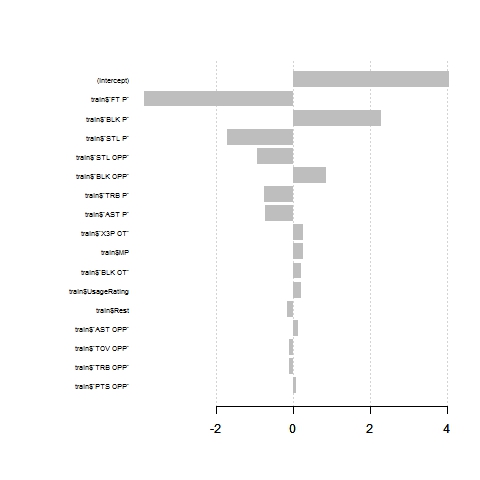 (Intercept)
train$`FT P`
train$`BLK P`
train$`STL P`
train$`STL OPP`
train$`BLK OPP`
train$`TRB P`
train$`AST P`
train$`X3P OT`
train$MP
train$`BLK OT`
train$UsageRating
train$Rest
train$`AST OPP`
train$`TOV OPP`
train$`TRB OPP`
train$`PTS OPP`
-2 0 2 4